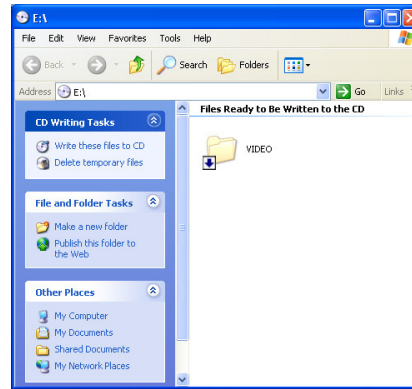 E:\
File Edit View Favorites Tools Help
Back Search Folders
Address E:\ Go Links
Files Ready to Be Written to the CD
CD Writing Tasks
VIDEO
Write these files to CD
Delete temporary files
File and Folder Tasks
Make a new folder
Publish this folder to
the Web
Other Places
My Computer
My Documents
Shared Documents
My Network Places